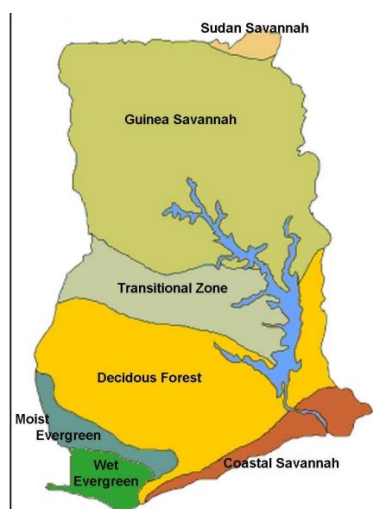 Sudan Savannah
Guinea Savannah
Transitional Zone
Decidous Forest
Moist
Evergreen
Wet
Evergreen
Coastal Savannah